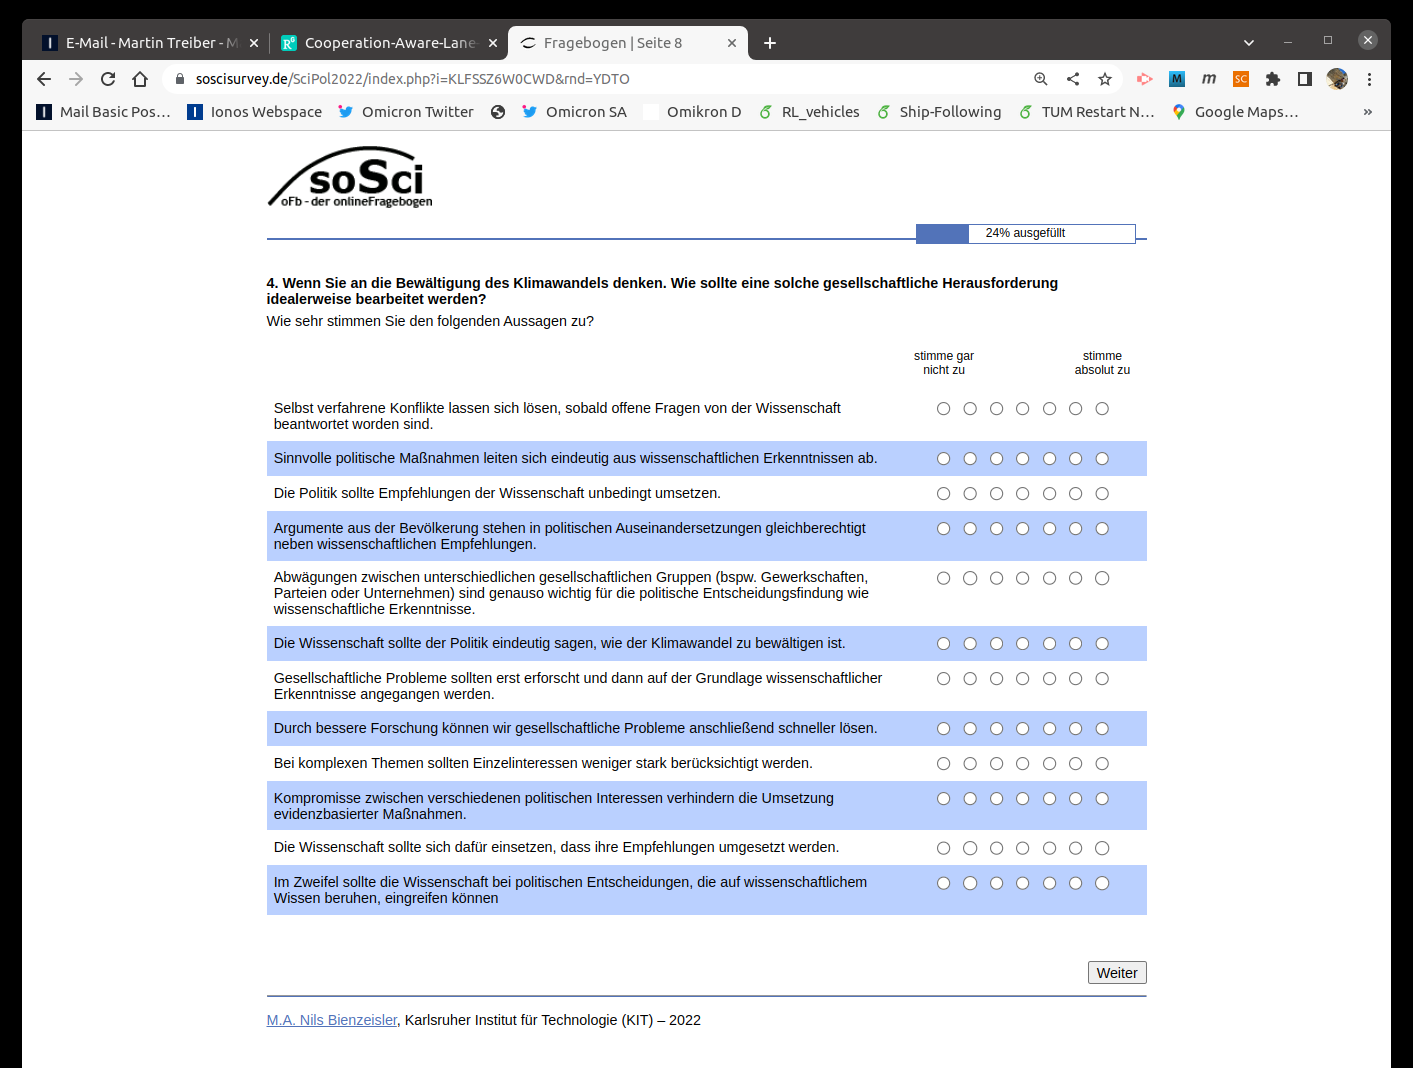 E-Mail - Martin Treiber - M
Cooperation-Aware-Lane-
Fragebogen | Seite 8
soscisurvey.de/SciPol2022/index.php?i=KLFSSZ6W0CWD&rnd=YDTO
Mail Basic Pos…
Ionos Webspace
Omicron Twitter
Omicron SA
Omikron D
RL_vehicles
Ship-Following
TUM Restart N…
Google Maps…
»
soSci
oFb - der onlineFragebogen
24% ausgefüllt
4. Wenn Sie an die Bewältigung des Klimawandels denken. Wie sollte eine solche gesellschaftliche Herausforderung
idealerweise bearbeitet werden?
Wie sehr stimmen Sie den folgenden Aussagen zu?
stimme gar
nicht zu
stimme
absolut zu
Selbst verfahrene Konflikte lassen sich lösen, sobald offene Fragen von der Wissenschaft
beantwortet worden sind.
Sinnvolle politische Maßnahmen leiten sich eindeutig aus wissenschaftlichen Erkenntnissen ab.
Die Politik sollte Empfehlungen der Wissenschaft unbedingt umsetzen.
Argumente aus der Bevölkerung stehen in politischen Auseinandersetzungen gleichberechtigt
neben wissenschaftlichen Empfehlungen.
Abwägungen zwischen unterschiedlichen gesellschaftlichen Gruppen (bspw. Gewerkschaften,
Parteien oder Unternehmen) sind genauso wichtig für die politische Entscheidungsfindung wie
wissenschaftliche Erkenntnisse.
Die Wissenschaft sollte der Politik eindeutig sagen, wie der Klimawandel zu bewältigen ist.
Gesellschaftliche Probleme sollten erst erforscht und dann auf der Grundlage wissenschaftlicher
Erkenntnisse angegangen werden.
Durch bessere Forschung können wir gesellschaftliche Probleme anschließend schneller lösen.
Bei komplexen Themen sollten Einzelinteressen weniger stark berücksichtigt werden.
Kompromisse zwischen verschiedenen politischen Interessen verhindern die Umsetzung
evidenzbasierter Maßnahmen.
Die Wissenschaft sollte sich dafür einsetzen, dass ihre Empfehlungen umgesetzt werden.
Im Zweifel sollte die Wissenschaft bei politischen Entscheidungen, die auf wissenschaftlichem
Wissen beruhen, eingreifen können
Weiter
M.A. Nils Bienzeisler, Karlsruher Institut für Technologie (KIT) – 2022